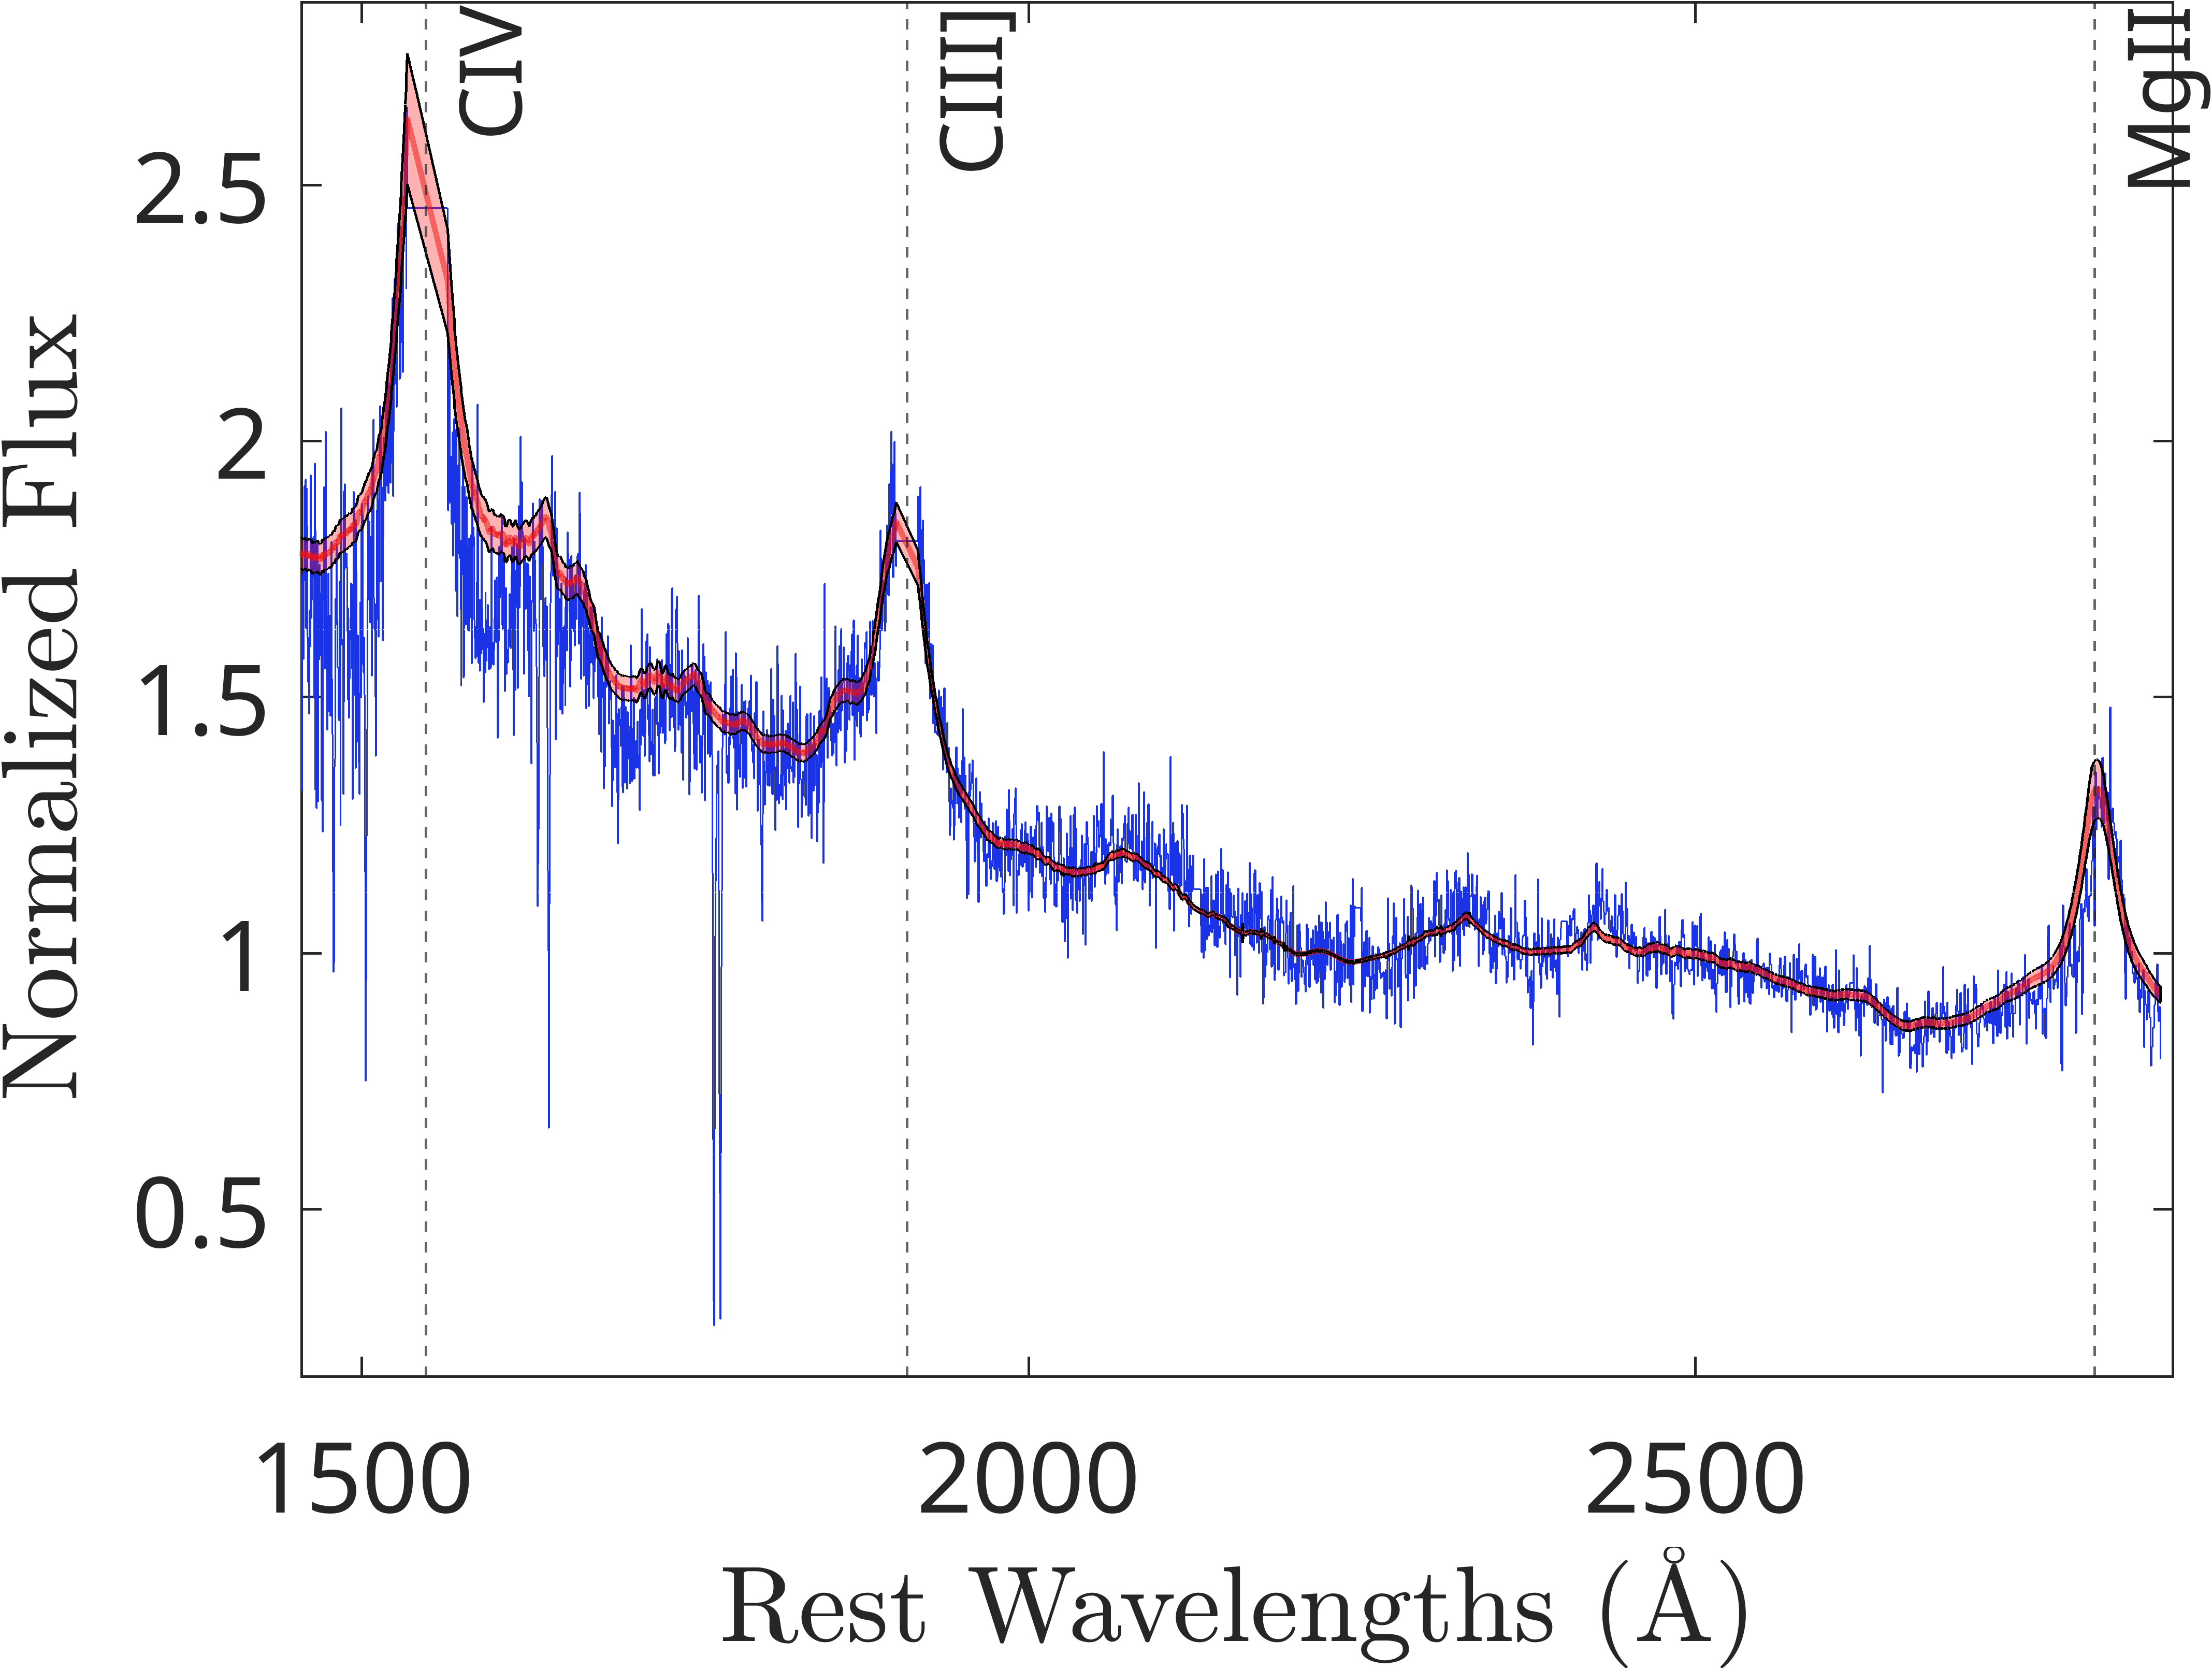 CIV
CIII]
MgII
2.5
2
1.5
1
0.5
Normalized Flux
1500
2000
2500
Rest Wavelengths (Å)